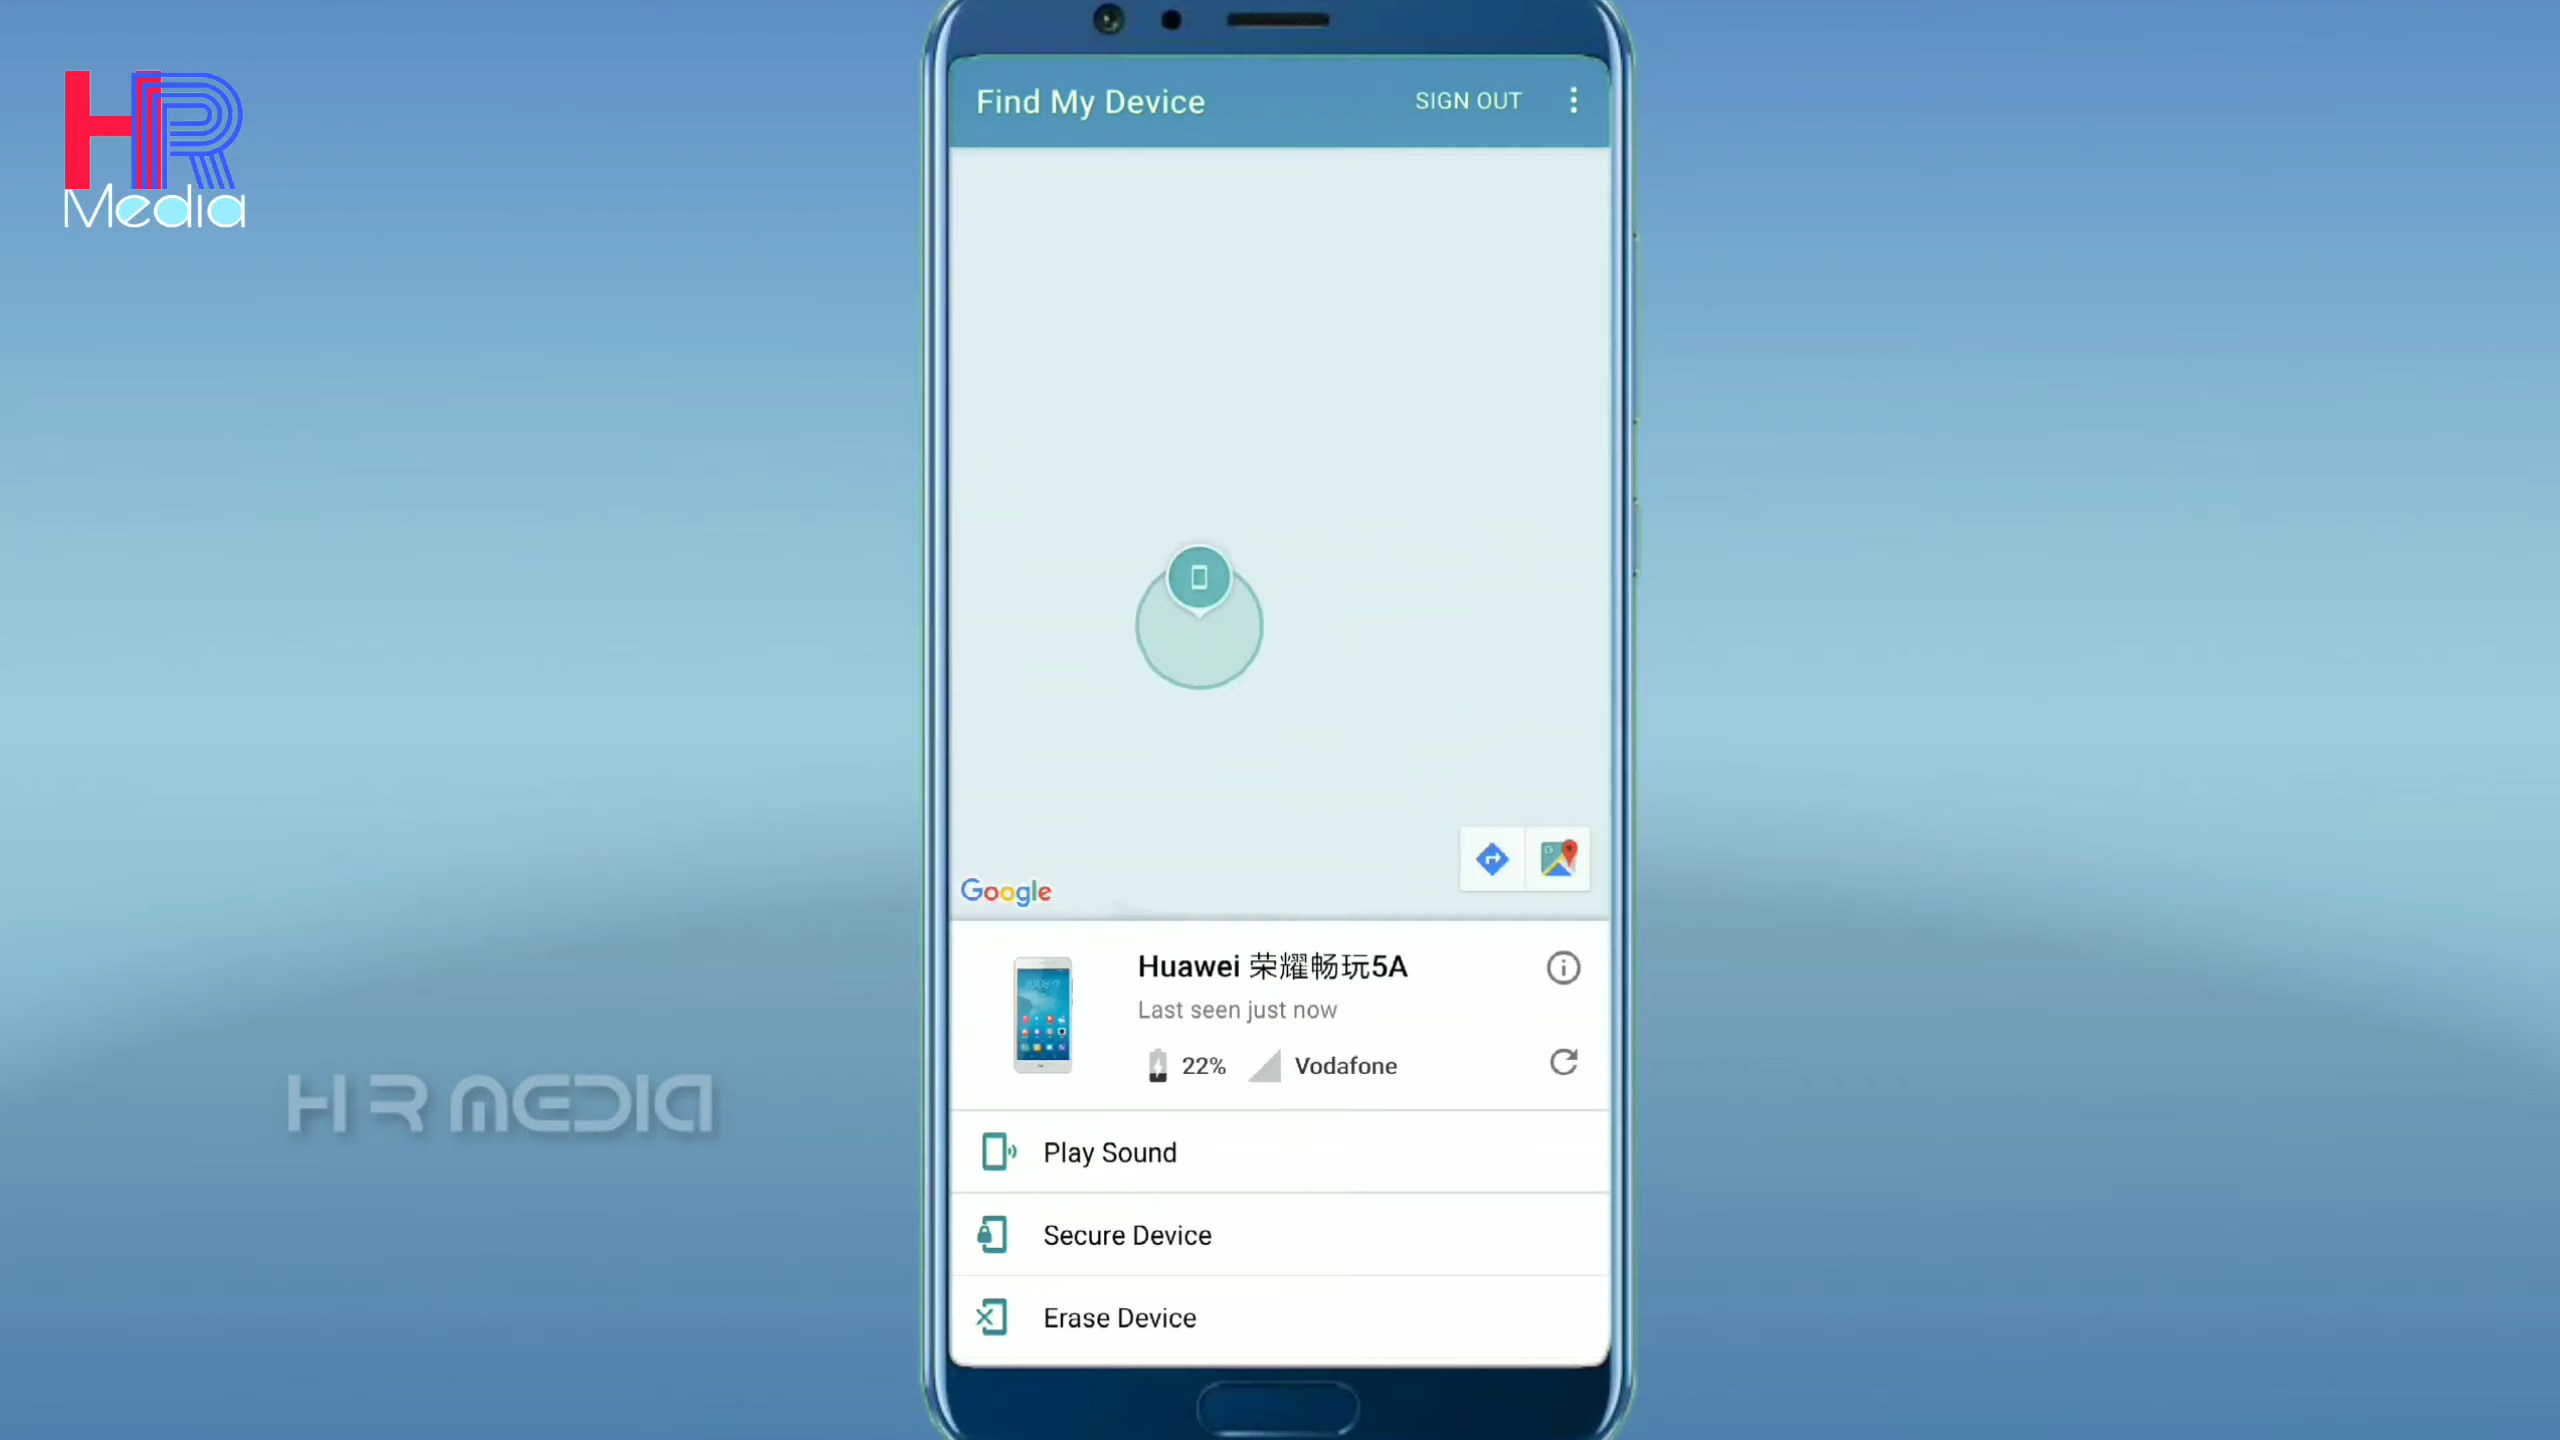 HR
Media
Find My Device
SIGN OUT
Google
Huawei 荣耀畅玩5A
Last seen just now
22%
Vodafone
H R MEDIA
Play Sound
Secure Device
Erase Device